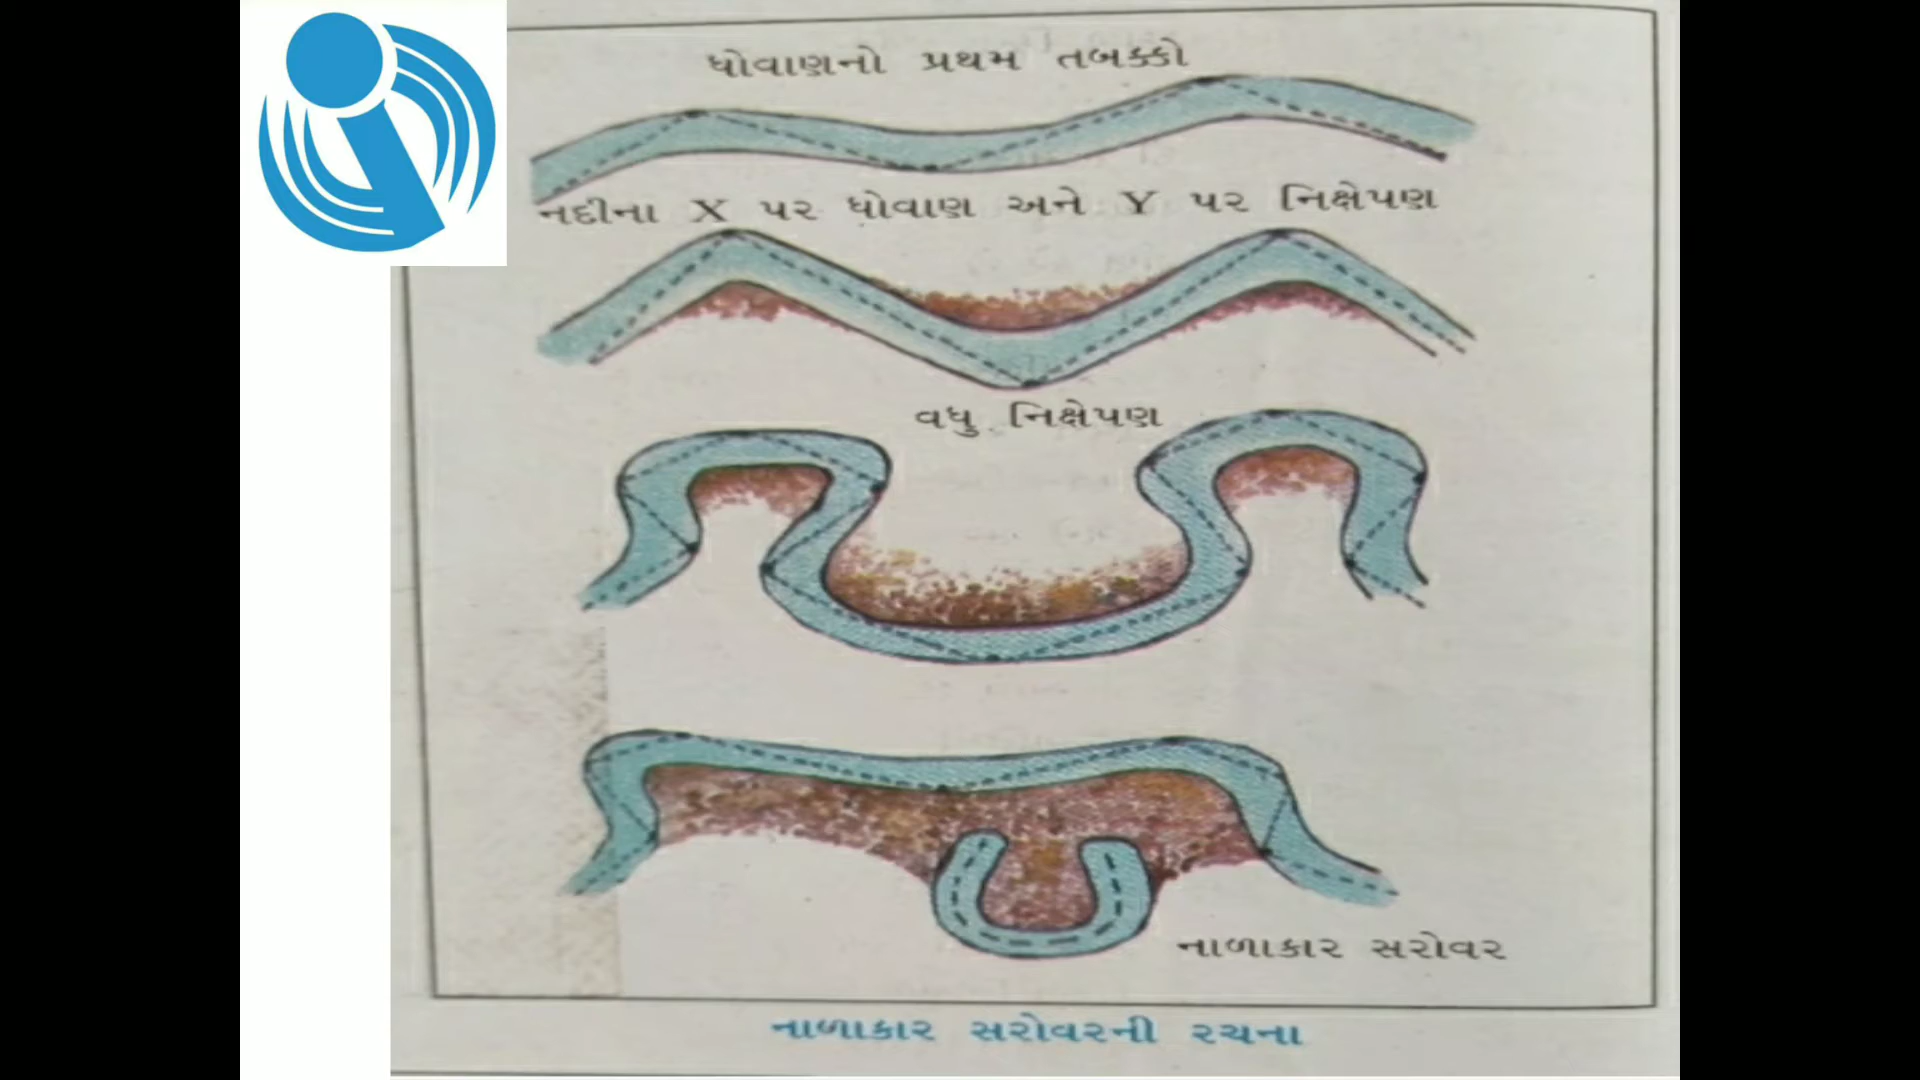 ધોવાણનો પ્રથમ તબક્કો
નદીના X પર ધોવાણ અને Y પર નિક્ષેપણ
વધુ નિક્ષેપણ
નાળાકાર સરોવર
નાળાકાર સરોવરની રચના